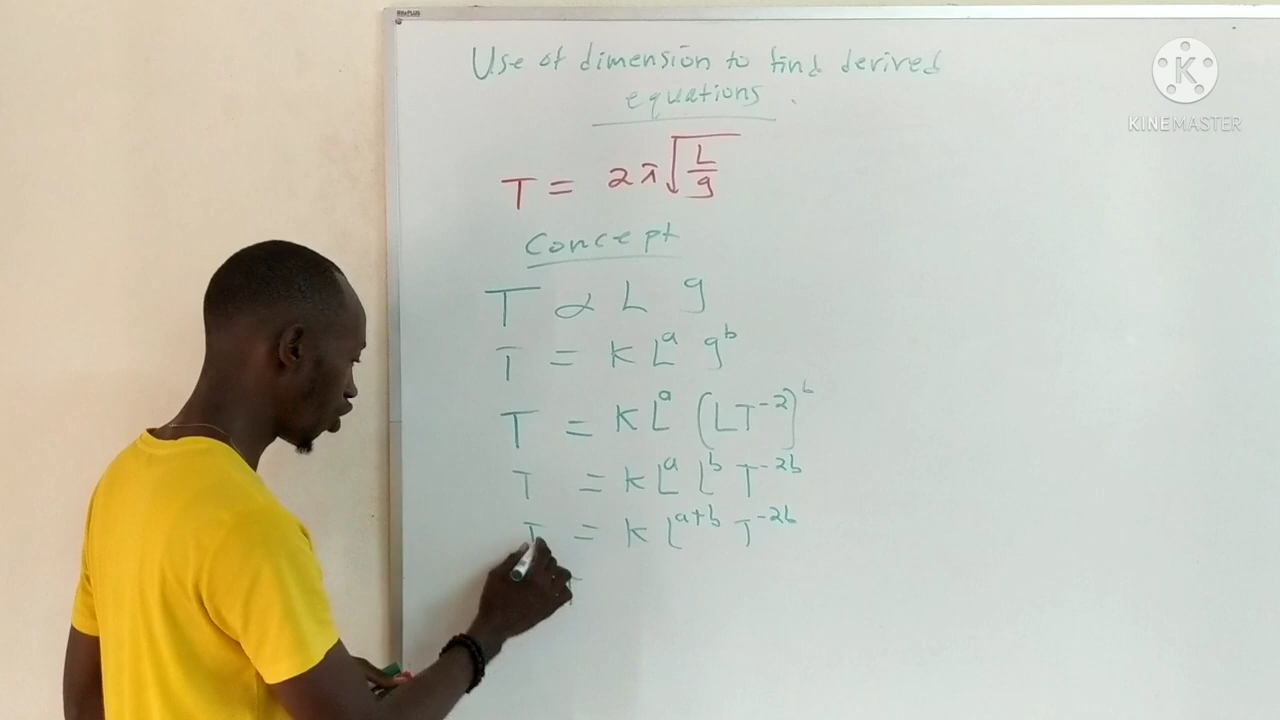 Use of dimension to find derived
equations.
KINEMASTER
T = 2π√(L/g)
Concept
T α L g
T = K L^a g^b
T = K L^a (LT^-2)^b
T = K L^a L^b T^-2b
T = K L^a+b T^-2b